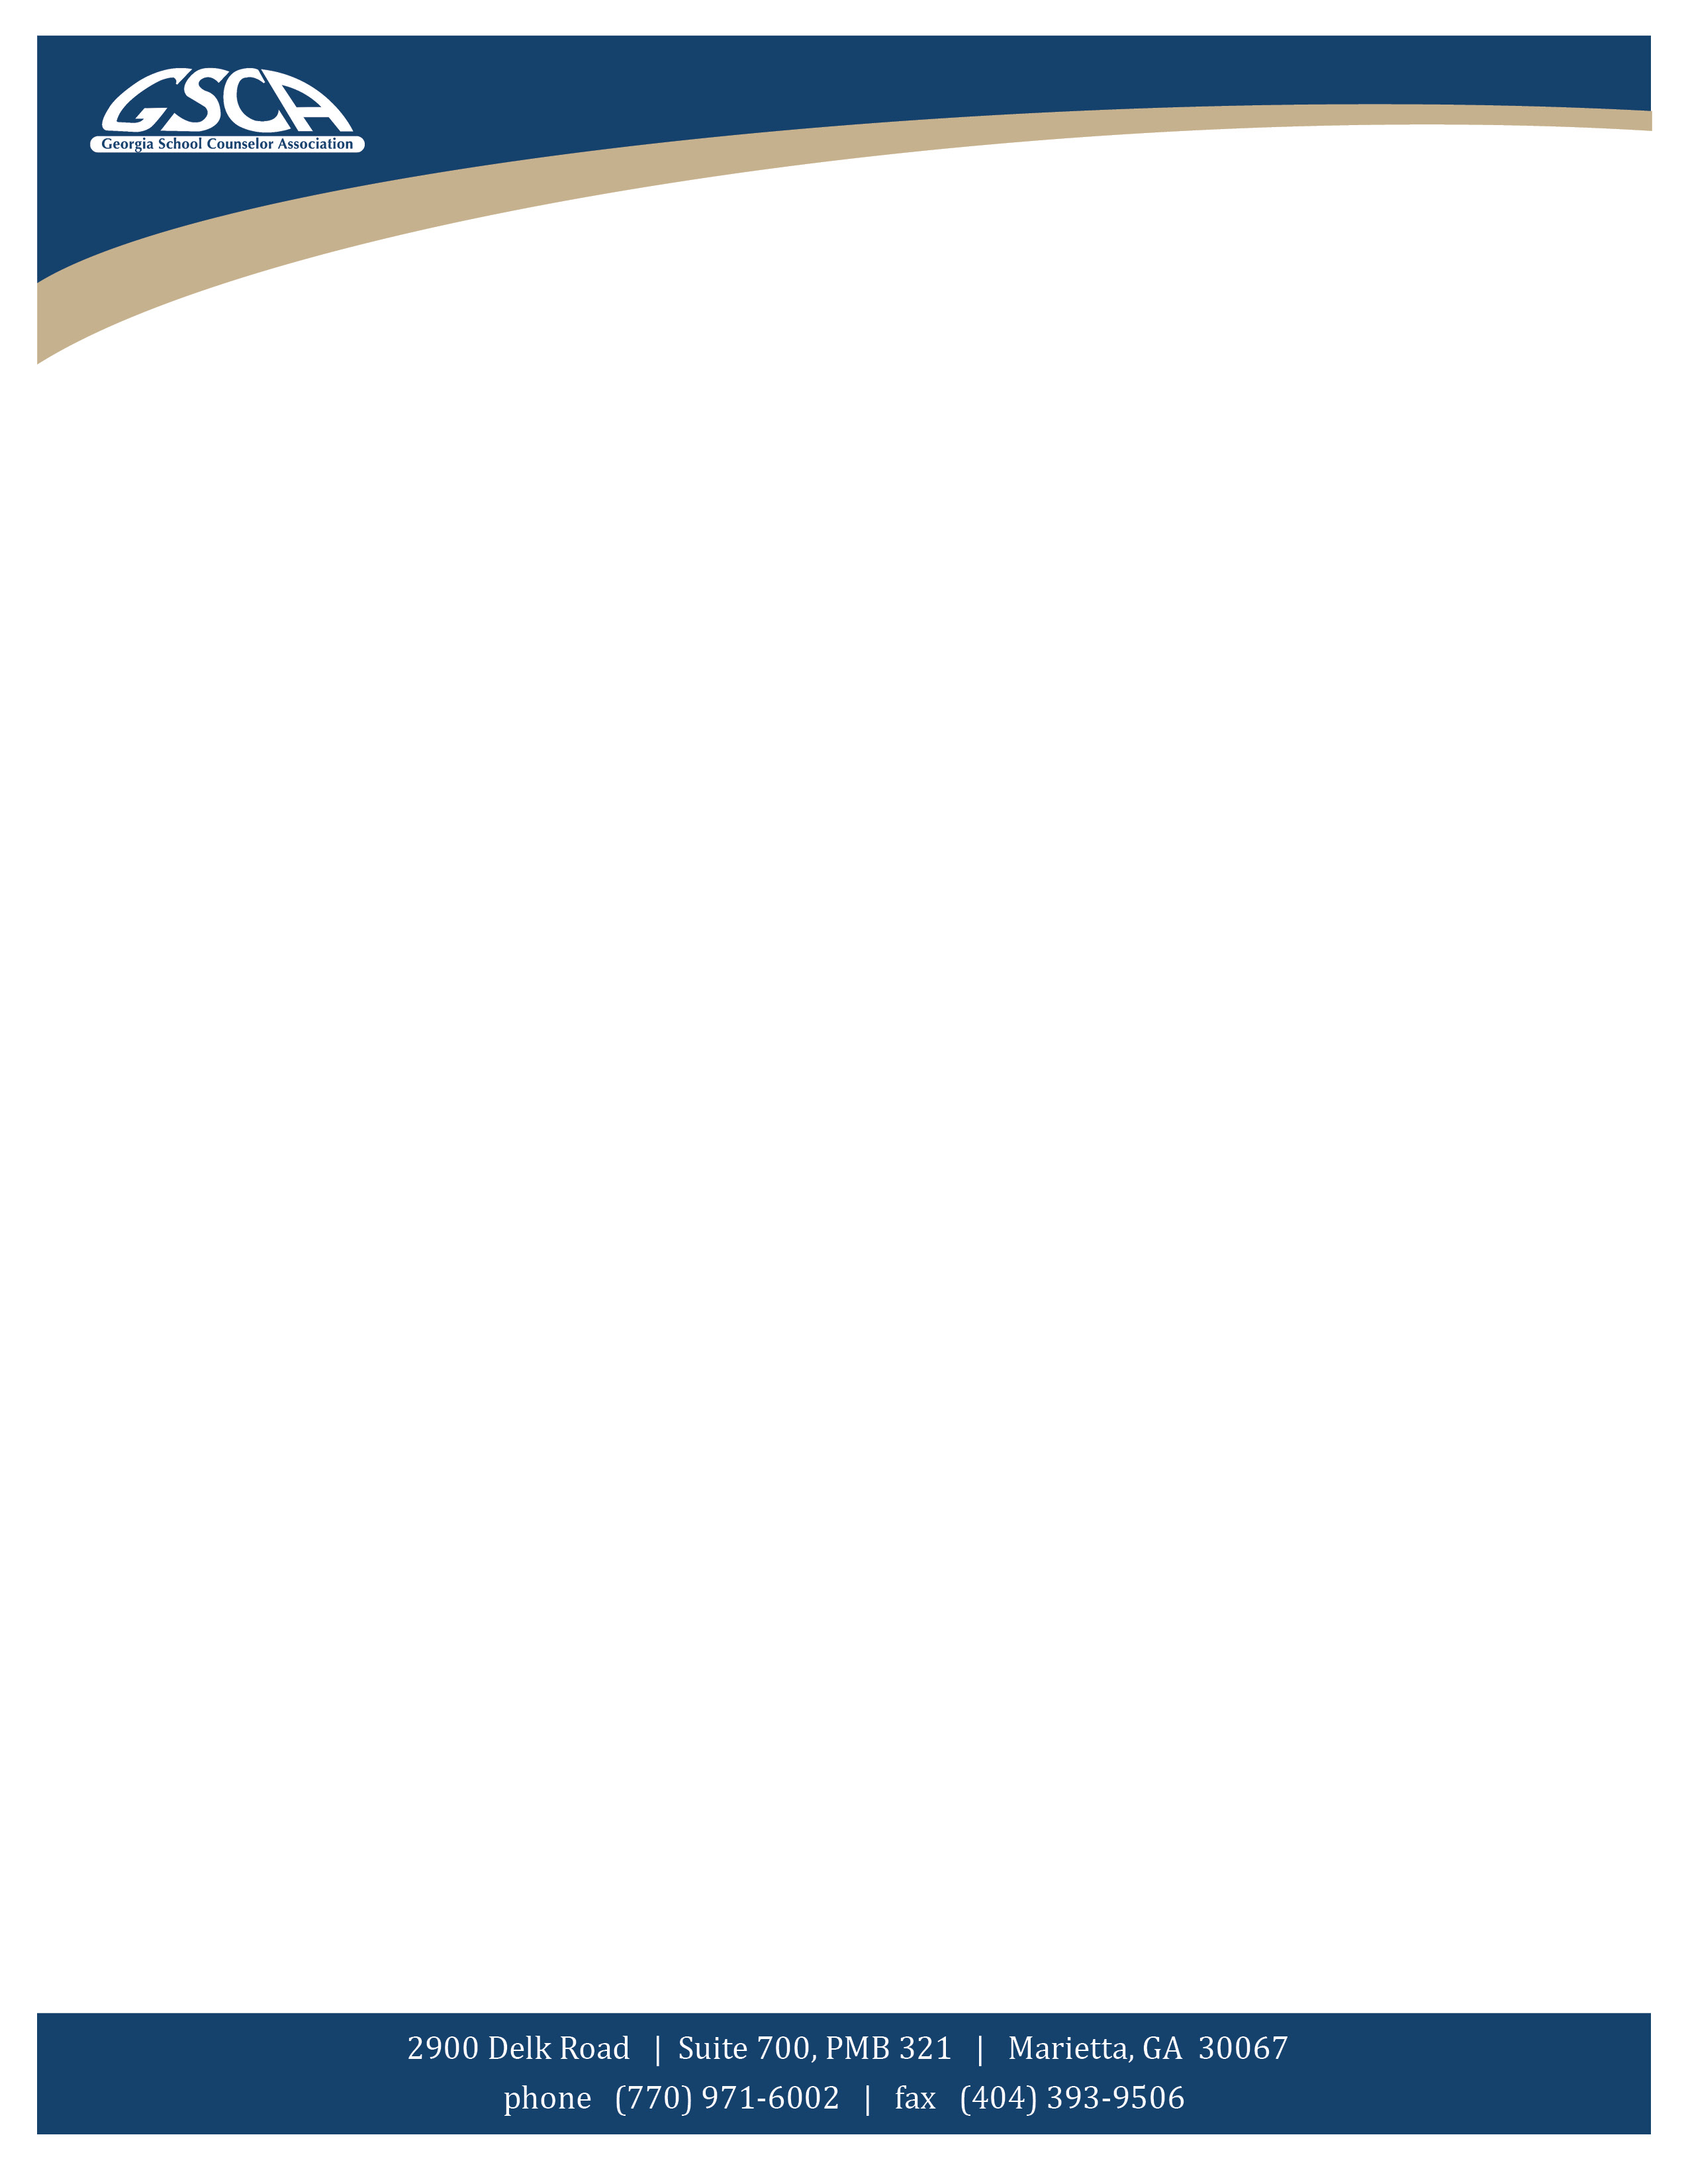 GSCA
Georgia School Counselor Association
2900 Delk Road | Suite 700, PMB 321 | Marietta, GA 30067
phone (770) 971-6002 | fax (404) 393-9506